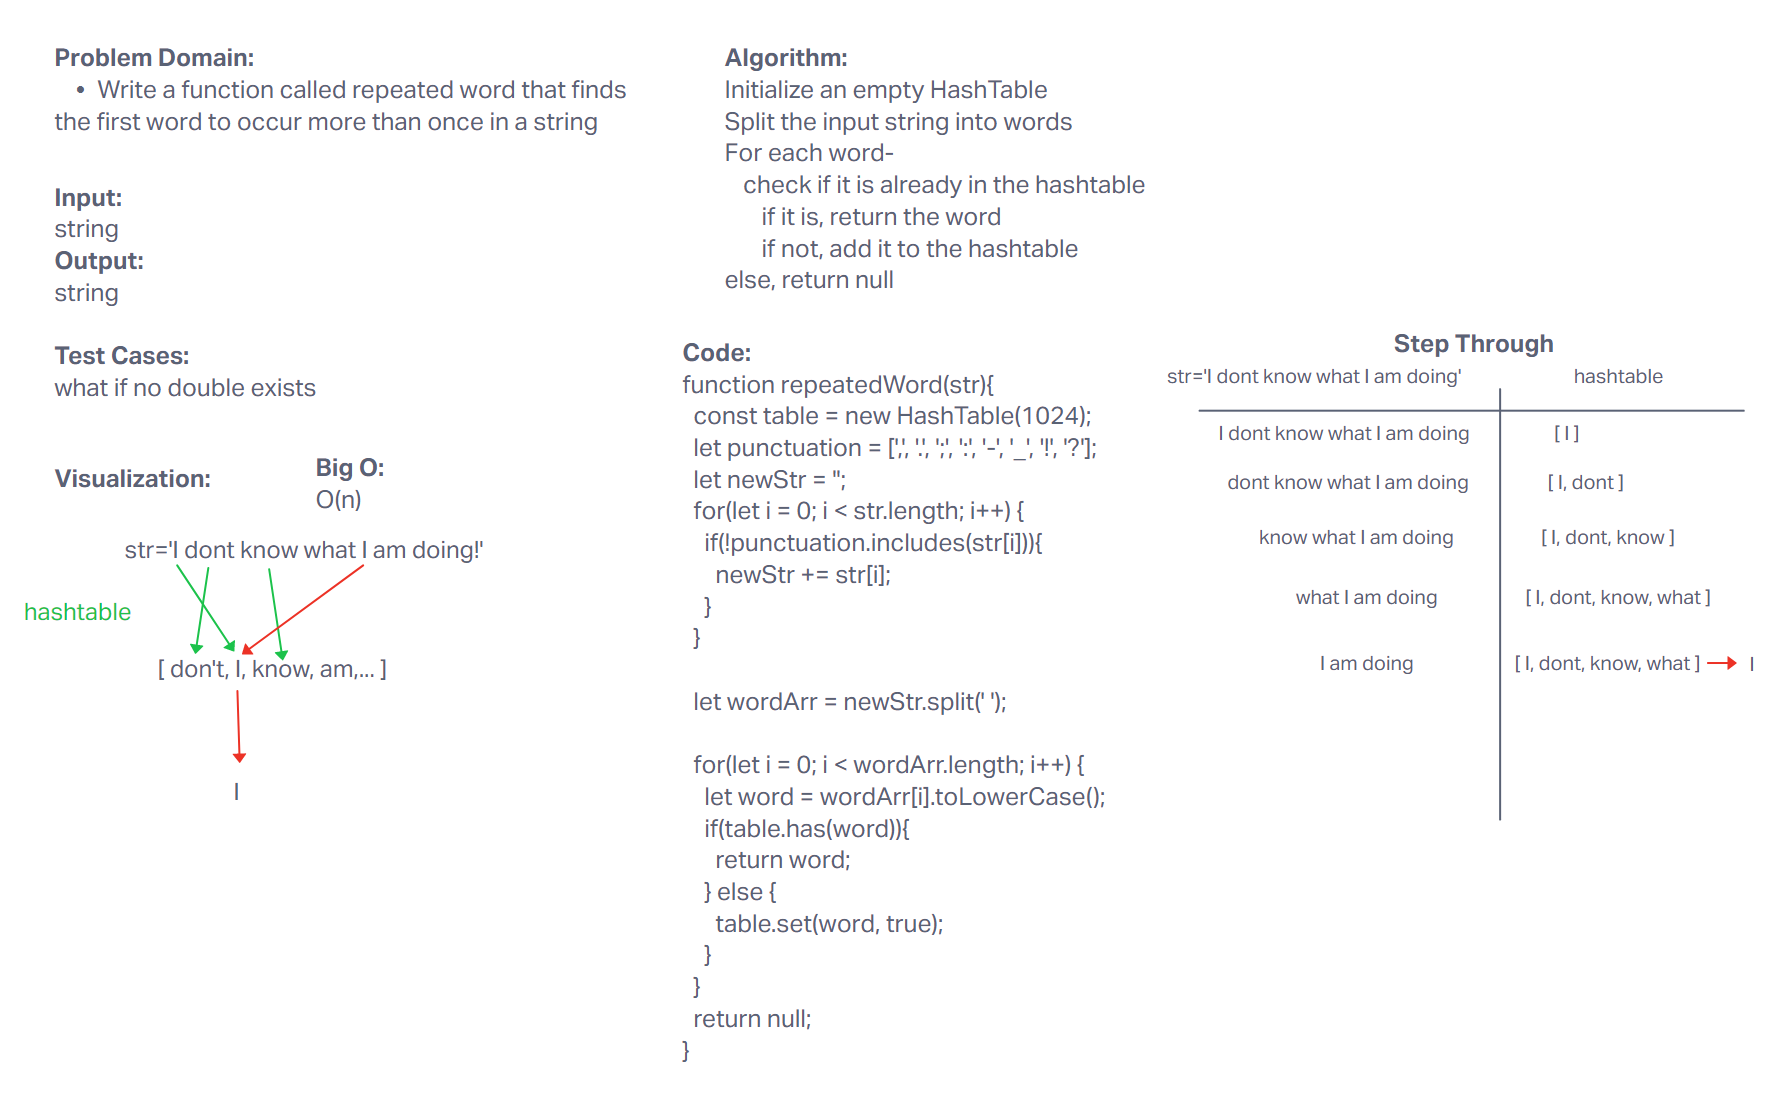 Problem Domain:
• Write a function called repeated word that finds
the first word to occur more than once in a string
Input:
string
Output:
string
Test Cases:
what if no double exists
Visualization:
Big O:
O(n)
str='I dont know what I am doing!'
hashtable
[ don't, I, know, am,... ]
I
Algorithm:
Initialize an empty HashTable
Split the input string into words
For each word-
check if it is already in the hashtable
if it is, return the word
if not, add it to the hashtable
else, return null
Code:
function repeatedWord(str){
const table = new HashTable(1024);
let punctuation = [',', '.', ';', ':', '-', '_', '!', '?'];
let newStr = '';
for(let i = 0; i < str.length; i++) {
if(!punctuation.includes(str[i])){
newStr += str[i];
}
}
let wordArr = newStr.split(' ');
for(let i = 0; i < wordArr.length; i++) {
let word = wordArr[i].toLowerCase();
if(table.has(word)){
return word;
} else {
table.set(word, true);
}
}
return null;
}
Step Through
str='I dont know what I am doing'
hashtable
I dont know what I am doing
[ I ]
dont know what I am doing
[ I, dont ]
know what I am doing
[ I, dont, know ]
what I am doing
[ I, dont, know, what ]
I am doing
[ I, dont, know, what ]
I